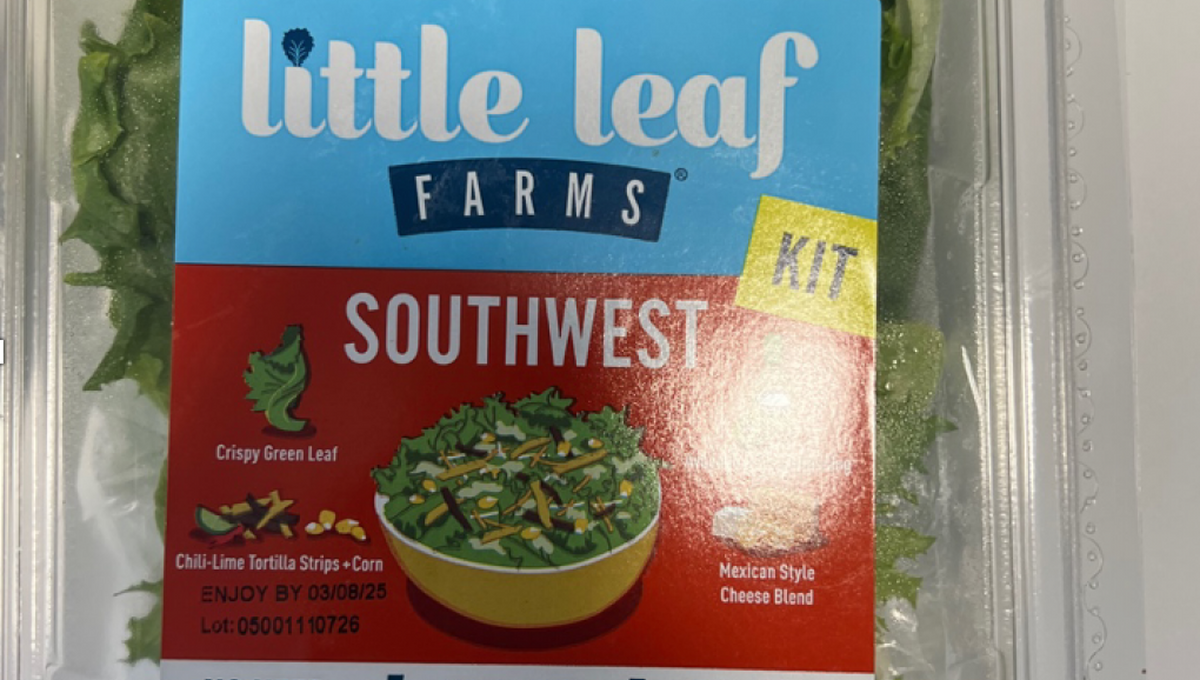 little leaf
FARMS®
KIT
SOUTHWEST
Crispy Green Leaf
Chili-Lime Tortilla Strips + Corn
Mexican Style
Cheese Blend
ENJOY BY 03/08/25
Lot: 05001110726